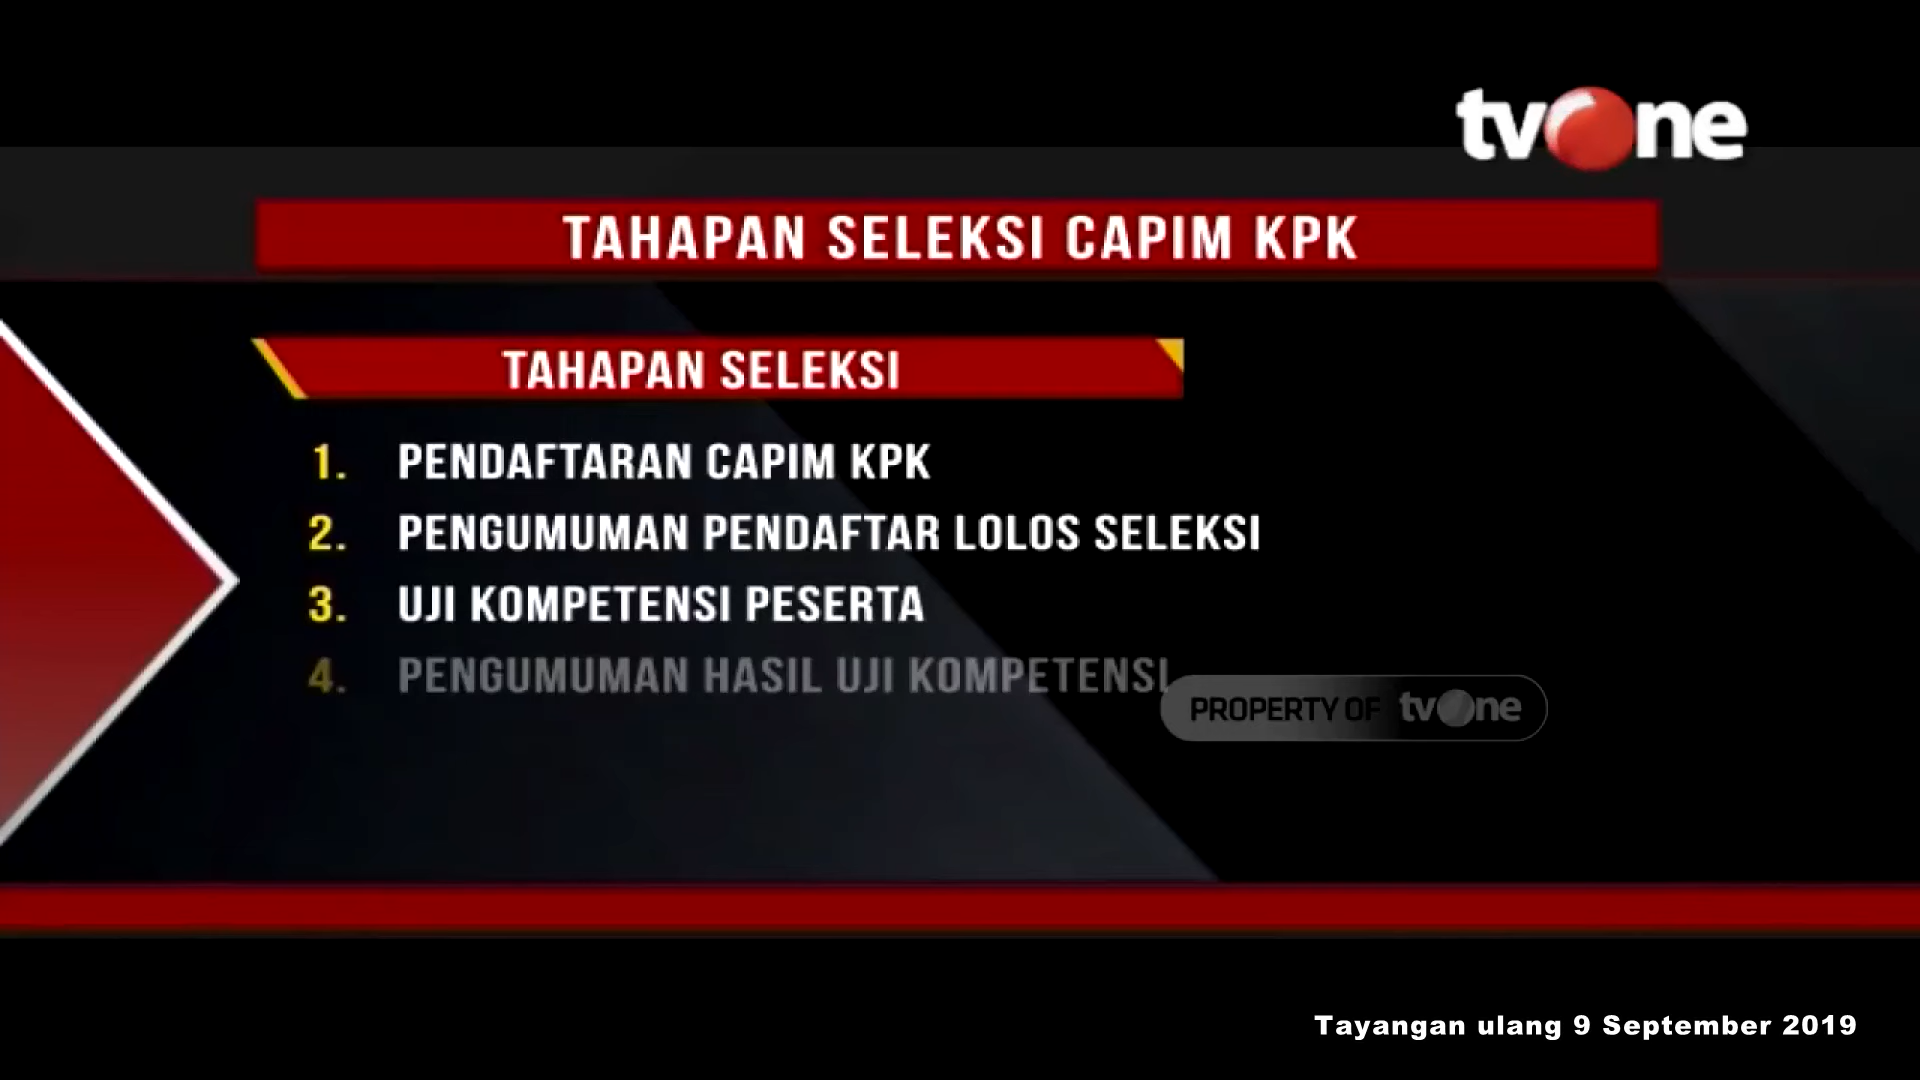 tvOne
TAHAPAN SELEKSI CAPIM KPK
TAHAPAN SELEKSI
1. PENDAFTARAN CAPIM KPK
2. PENGUMUMAN PENDAFTAR LOLOS SELEKSI
3. UJI KOMPETENSI PESERTA
4. PENGUMUMAN HASIL UJI KOMPETENSI
PROPERTY OF tvOne
Tayangan ulang 9 September 2019